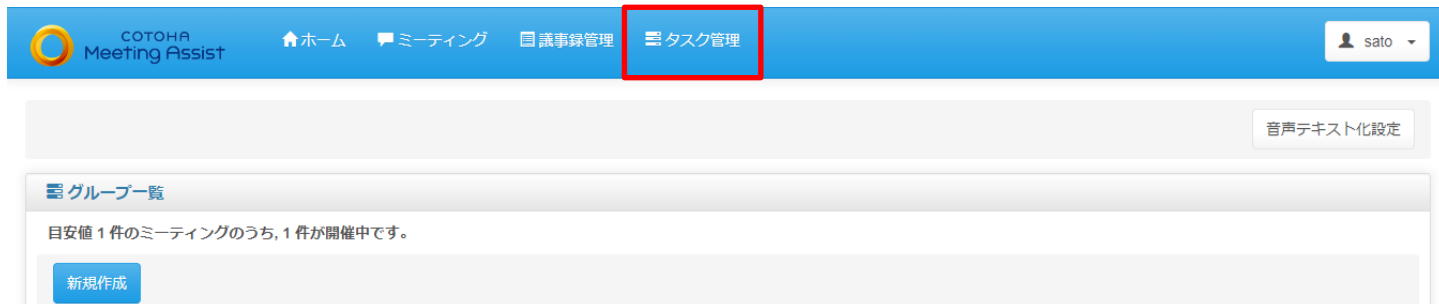 COTOHA
Meeting Assist
ホーム ミーティング 議事録管理 タスク管理 sato
音声テキスト化設定
グループ一覧
目安値 1 件のミーティングのうち, 1 件が開催中です。
新規作成